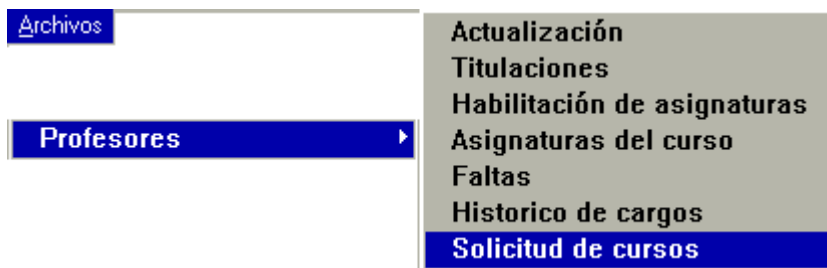 Archivos
Actualización
Titulaciones
Habilitación de asignaturas
Profesores
Asignaturas del curso
Faltas
Historico de cargos
Solicitud de cursos